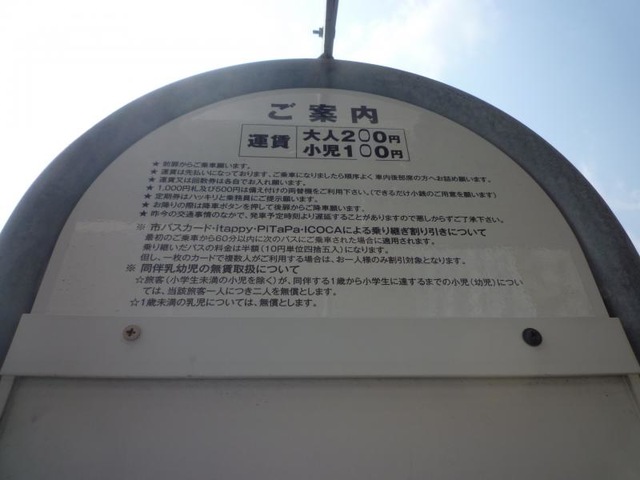 ご案内
運賃 大人200円
小児100円
★ 前扉からご乗車願います。
★ 運賃は先払いになっております、ご乗車になりましたら順序よく車内後部席の方へお詰め願います。
★ 運賃又は回数券は各自でお入れ願います。
★ 1,000円札及び500円は備え付けの両替機をご利用下さい。(できるだけ小銭のご用意を願います)
★ 定期券はハッキリと乗務員にご提示願います。
★ お降りの際は降車ボタンを押して後扉からご降車願います。
★ 昨今の交通事情のなかで、発車予定時刻より遅延することがありますので悪しからずご了承下さい。
※ 市バスカード・itappy・PiTaPa・ICOCAによる乗り継ぎ割り引きについて
最初のご乗車から60分以内に次のバスにご乗車された場合に適用されます。
乗り継いだバスの料金は半額(10円単位四捨五入)になります。
但し、一枚のカードで複数人がご利用する場合は、お一人様のみ割引対象となります。
※ 同伴乳幼児の無賃取扱について
☆旅客(小学生未満の小児を除く)が、同伴する1歳から小学生に達するまでの小児(幼児)につい
ては、当該旅客一人につき二人を無償とします。
☆1歳未満の乳児については、無償とします。